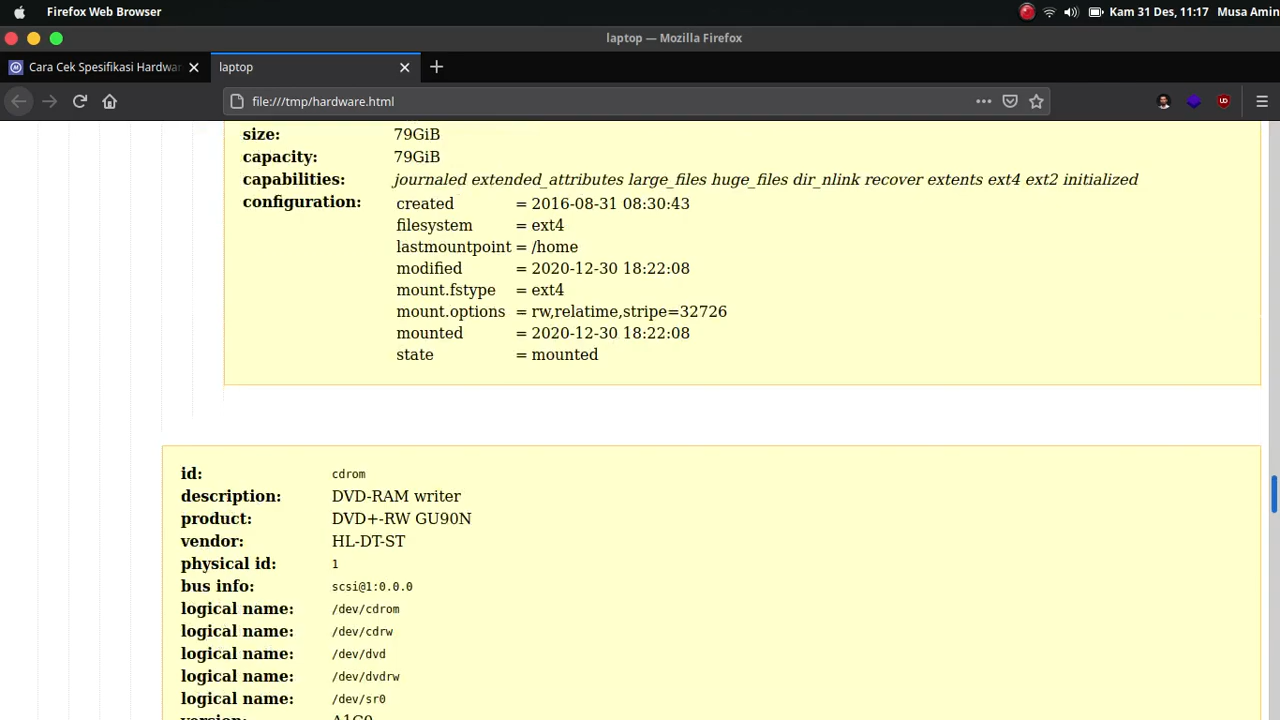 Firefox Web Browser
Kam 31 Des, 11:17 Musa Amin
laptop — Mozilla Firefox
Cara Cek Spesifikasi Hardwar
laptop
file:///tmp/hardware.html
size: 79GiB
capacity: 79GiB
capabilities: journaled extended_attributes large_files huge_files dir_nlink recover extents ext4 ext2 initialized
configuration: created = 2016-08-31 08:30:43
filesystem = ext4
lastmountpoint = /home
modified = 2020-12-30 18:22:08
mount.fstype = ext4
mount.options = rw,relatime,stripe=32726
mounted = 2020-12-30 18:22:08
state = mounted
id: cdrom
description: DVD-RAM writer
product: DVD+-RW GU90N
vendor: HL-DT-ST
physical id: 1
bus info: scsi@1:0.0.0
logical name: /dev/cdrom
logical name: /dev/cdrw
logical name: /dev/dvd
logical name: /dev/dvdrw
logical name: /dev/sr0
version: A1C0